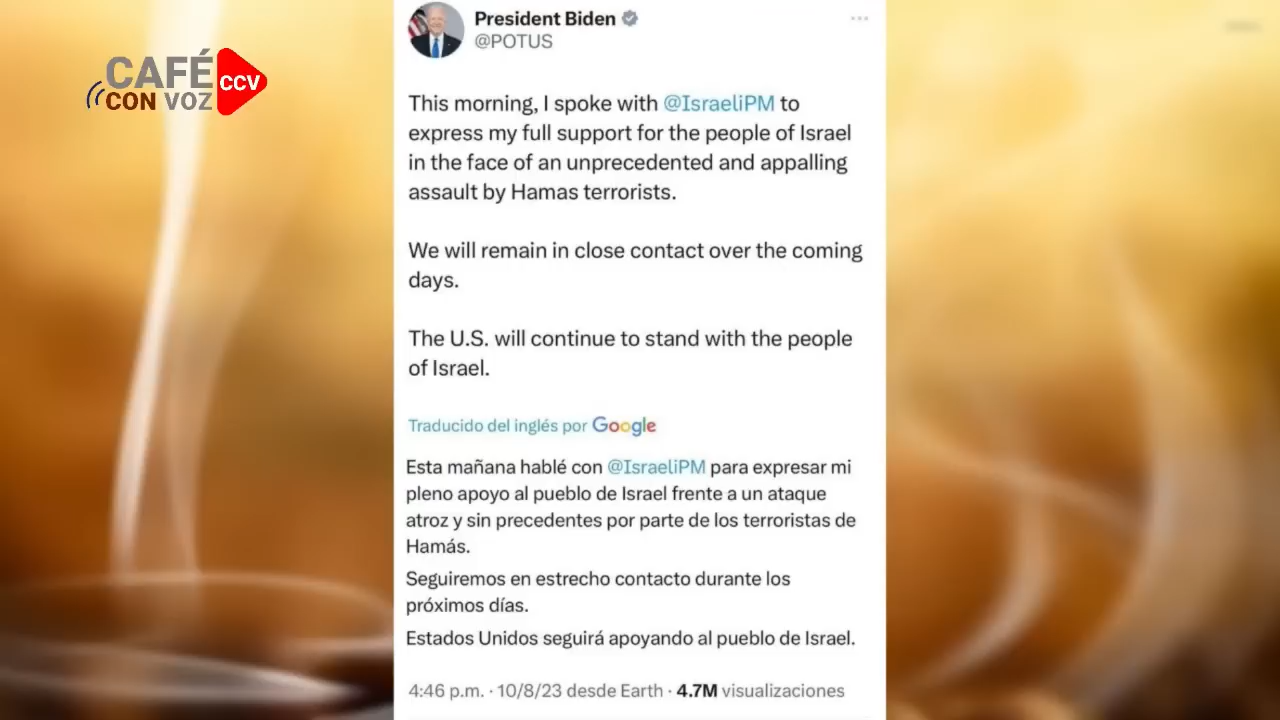 CAFÉ
CON VOZ
CCV
President Biden
@POTUS
This morning, I spoke with @IsraeliPM to
express my full support for the people of Israel
in the face of an unprecedented and appalling
assault by Hamas terrorists.
We will remain in close contact over the coming
days.
The U.S. will continue to stand with the people
of Israel.
Traducido del inglés por Google
Esta mañana hablé con @IsraeliPM para expresar mi
pleno apoyo al pueblo de Israel frente a un ataque
atroz y sin precedentes por parte de los terroristas de
Hamás.
Seguiremos en estrecho contacto durante los
próximos días.
Estados Unidos seguirá apoyando al pueblo de Israel.
4:46 p.m. · 10/8/23 desde Earth · 4.7M visualizaciones